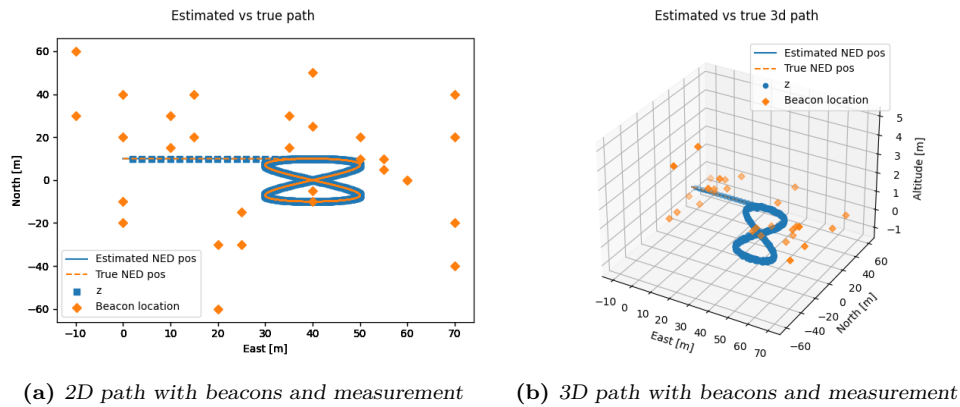 Estimated vs true path
60
40
20
0
−20
−40
−60
North [m]
Estimated NED pos
True NED pos
z
Beacon location
−10 0 10 20 30 40 50 60 70
East [m]
(a) 2D path with beacons and measurement
Estimated vs true 3d path
Estimated NED pos
True NED pos
z
Beacon location
5
4
3
2
1
0
−1
Altitude [m]
60
40
20
0
−20
−40
−60
North [m]
−10 0 10 20 30 40 50 60 70
East [m]
(b) 3D path with beacons and measurement